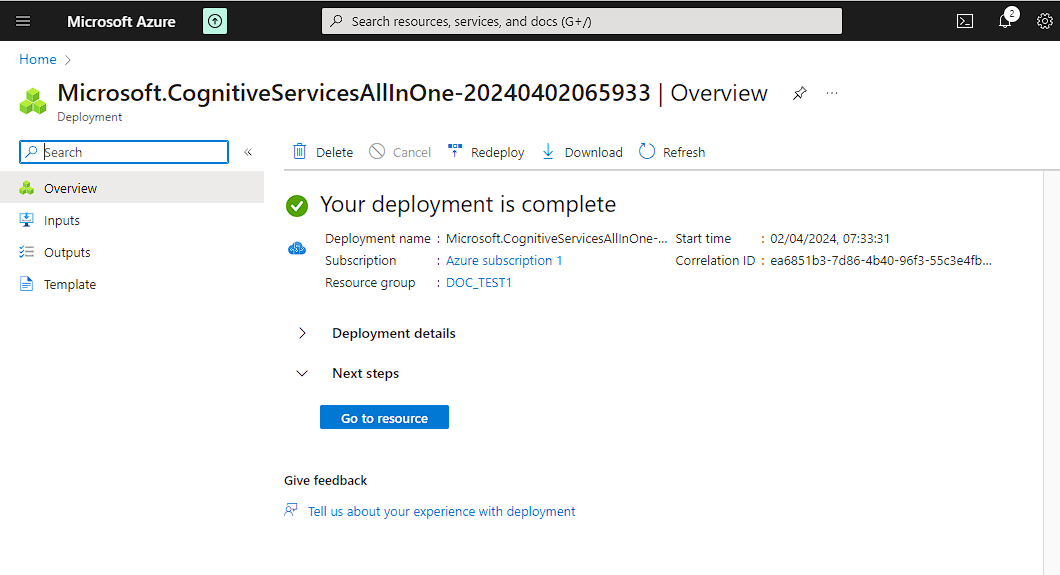 Microsoft Azure
Search resources, services, and docs (G+/)
2
Home
Microsoft.CognitiveServicesAllInOne-20240402065933 | Overview
Deployment
Search
Delete
Cancel
Redeploy
Download
Refresh
Overview
Inputs
Outputs
Template
Your deployment is complete
Deployment name : Microsoft.CognitiveServicesAllInOne-...
Subscription : Azure subscription 1
Resource group : DOC_TEST1
Start time : 02/04/2024, 07:33:31
Correlation ID : ea6851b3-7d86-4b40-96f3-55c3e4fb...
Deployment details
Next steps
Go to resource
Give feedback
Tell us about your experience with deployment